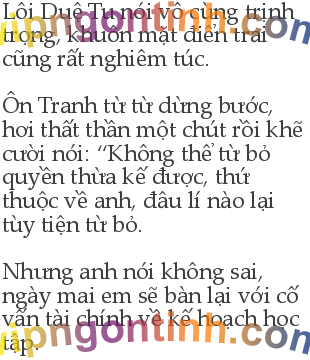 Lôi Duệ Tu nói vô cùng trịnh
trọng, khuôn mặt điển trai
cũng rất nghiêm túc.
Ôn Tranh từ từ dừng bước,
hơi thất thần một chút rồi khẽ
cười nói: “Không thể từ bỏ
quyền thừa kế được, thứ
thuộc về anh, đâu lí nào lại
tùy tiện từ bỏ.
Nhưng anh nói không sai,
ngày mai em sẽ bàn lại với cố
vấn tài chính về kế hoạch học
tập.
vipngontinh.com
vipngontinh.com